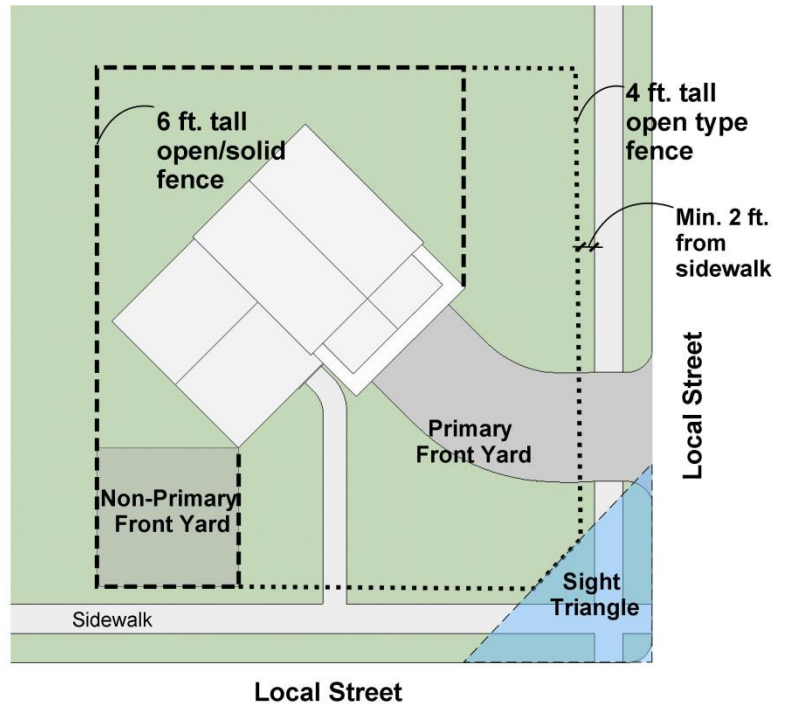 6 ft. tall
open/solid
fence
4 ft. tall
open type
fence
Min. 2 ft.
from
sidewalk
Primary
Front Yard
Local Street
Non-Primary
Front Yard
Sight
Triangle
Sidewalk
Local Street